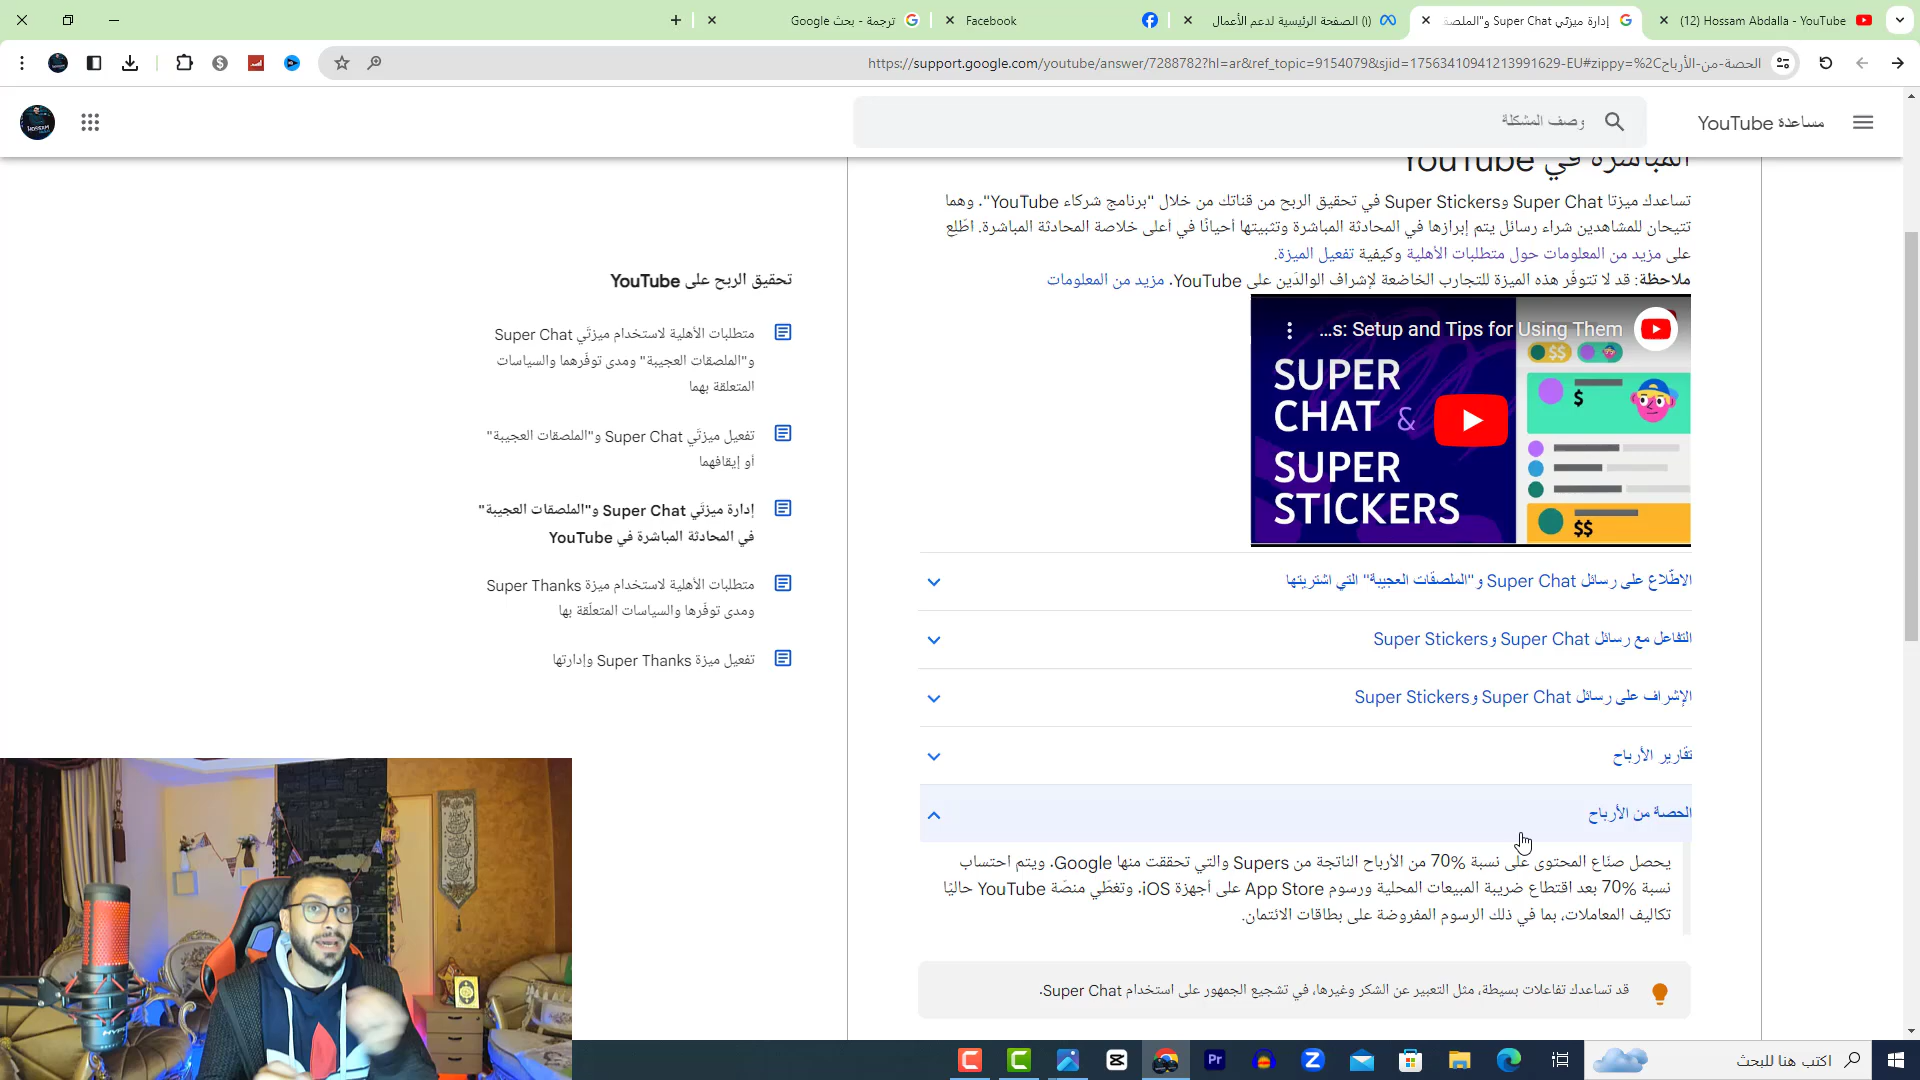 (12) Hossam Abdalla - YouTube
إدارة ميزتَي Super Chat و"الملصقا
(١) الصفحة الرئيسية لدعم الأعمال
Facebook
ترجمة - بحث Google
https://support.google.com/youtube/answer/7288782?hl=ar&ref_topic=9154079&sjid=17563410941213991629-EU#zippy=%2Cالحصة-من-الأرباح
مساعدة YouTube
وصف المشكلة
المباشرة في YouTube
تساعدك ميزتا Super Chat وSuper Stickers في تحقيق الربح من قناتك من خلال "برنامج شركاء YouTube". وهما
تتيحان للمشاهدين شراء رسائل يتم إبرازها في المحادثة المباشرة وتثبيتها أحيانًا في أعلى خلاصة المحادثة المباشرة. اطّلِع
على مزيد من المعلومات حول متطلبات الأهلية وكيفية تفعيل الميزة.
ملاحظة: قد لا تتوفّر هذه الميزة للتجارب الخاضعة لإشراف الوالدَين على YouTube. مزيد من المعلومات
...s: Setup and Tips for Using Them
SUPER
CHAT &
SUPER
STICKERS
$$
$
$$
الاطّلاع على رسائل Super Chat و"الملصقات العجيبة" التي اشتريتها
التفاعل مع رسائل Super Chat وSuper Stickers
الإشراف على رسائل Super Chat وSuper Stickers
تقارير الأرباح
الحصة من الأرباح
يحصل صنّاع المحتوى على نسبة 70% من الأرباح الناتجة من Supers والتي تحققت منها Google. ويتم احتساب
نسبة 70% بعد اقتطاع ضريبة المبيعات المحلية ورسوم App Store على أجهزة iOS. وتغطّي منصّة YouTube حاليًا
تكاليف المعاملات، بما في ذلك الرسوم المفروضة على بطاقات الائتمان.
قد تساعدك تفاعلات بسيطة، مثل التعبير عن الشكر وغيرها، في تشجيع الجمهور على استخدام Super Chat.
تحقيق الربح على YouTube
متطلبات الأهلية لاستخدام ميزتَي Super Chat
و"الملصقات العجيبة" ومدى توفّرهما والسياسات
المتعلقة بهما
تفعيل ميزتَي Super Chat و"الملصقات العجيبة"
أو إيقافهما
إدارة ميزتَي Super Chat و"الملصقات العجيبة"
في المحادثة المباشرة في YouTube
متطلبات الأهلية لاستخدام ميزة Super Thanks
ومدى توفّرها والسياسات المتعلّقة بها
تفعيل ميزة Super Thanks وإدارتها
اكتب هنا للبحث